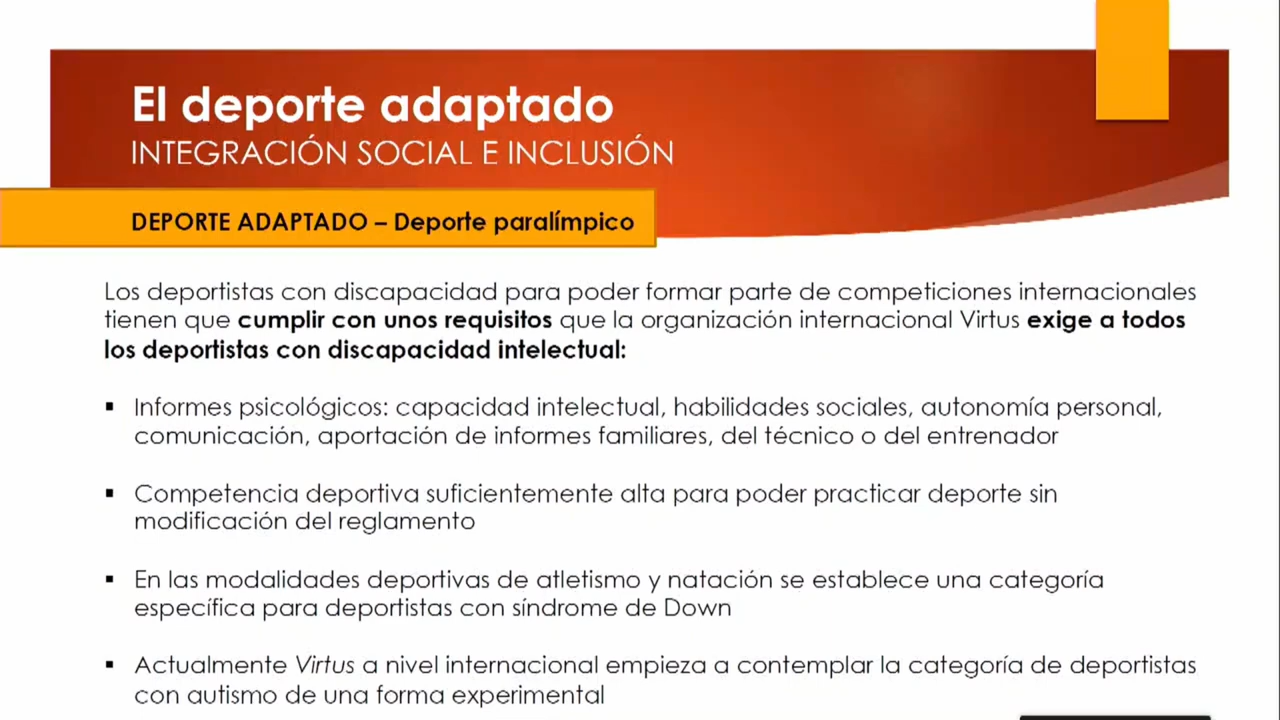 El deporte adaptado
INTEGRACIÓN SOCIAL E INCLUSIÓN
DEPORTE ADAPTADO – Deporte paralímpico
Los deportistas con discapacidad para poder formar parte de competiciones internacionales
tienen que cumplir con unos requisitos que la organización internacional Virtus exige a todos
los deportistas con discapacidad intelectual:
▪ Informes psicológicos: capacidad intelectual, habilidades sociales, autonomía personal,
comunicación, aportación de informes familiares, del técnico o del entrenador
▪ Competencia deportiva suficientemente alta para poder practicar deporte sin
modificación del reglamento
▪ En las modalidades deportivas de atletismo y natación se establece una categoría
específica para deportistas con síndrome de Down
▪ Actualmente Virtus a nivel internacional empieza a contemplar la categoría de deportistas
con autismo de una forma experimental